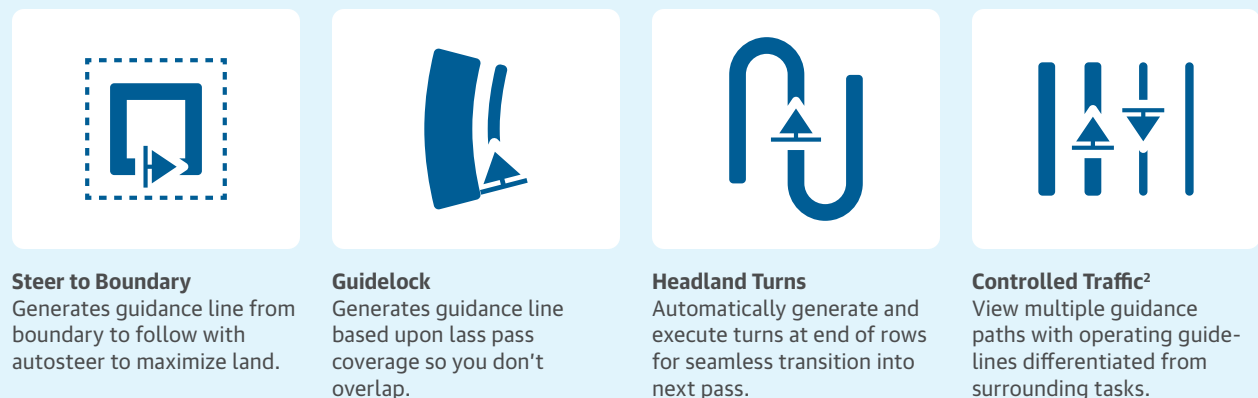 Steer to Boundary
Generates guidance line from
boundary to follow with
autosteer to maximize land.
Guidelock
Generates guidance line
based upon lass pass
coverage so you don't
overlap.
Headland Turns
Automatically generate and
execute turns at end of rows
for seamless transition into
next pass.
Controlled Traffic²
View multiple guidance
paths with operating guide-
lines differentiated from
surrounding tasks.